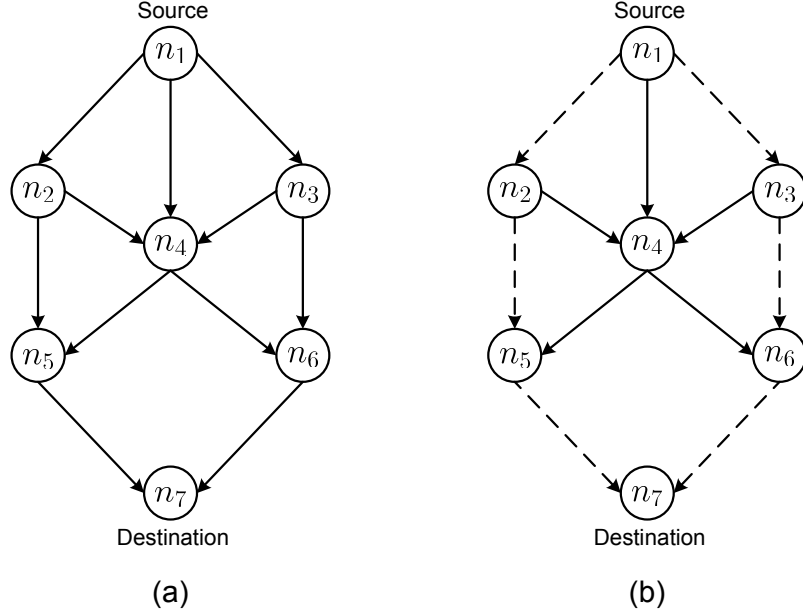 Source
n1
n2
n3
n4
n5
n6
n7
Destination
(a)
Source
n1
n2
n3
n4
n5
n6
n7
Destination
(b)